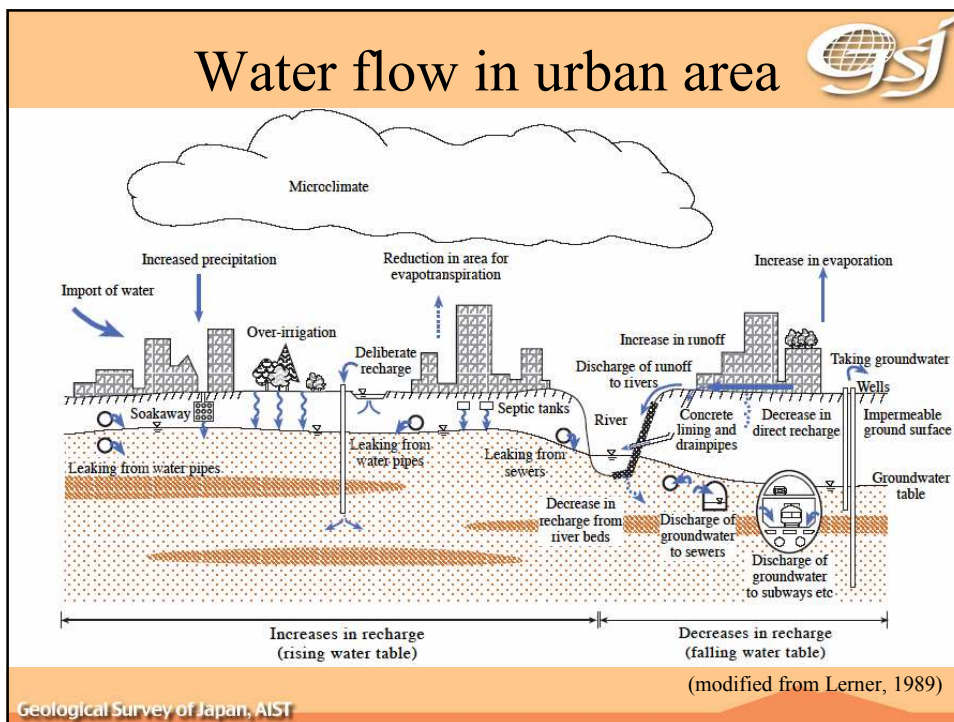 Water flow in urban area
GSJ
Microclimate
Increased precipitation
Reduction in area for
evapotranspiration
Increase in evaporation
Import of water
Over-irrigation
Deliberate
recharge
Increase in runoff
Discharge of runoff
to rivers
Taking groundwater
Wells
Soakaway
Septic tanks
River
Concrete
lining and
drainpipes
Decrease in
direct recharge
Impermeable
ground surface
Leaking from water pipes
Leaking from
water pipes
Leaking from
sewers
Groundwater
table
Decrease in
recharge from
river beds
Discharge of
groundwater
to sewers
Discharge of
groundwater
to subways etc
Increases in recharge
(rising water table)
Decreases in recharge
(falling water table)
(modified from Lerner, 1989)
Geological Survey of Japan, AIST